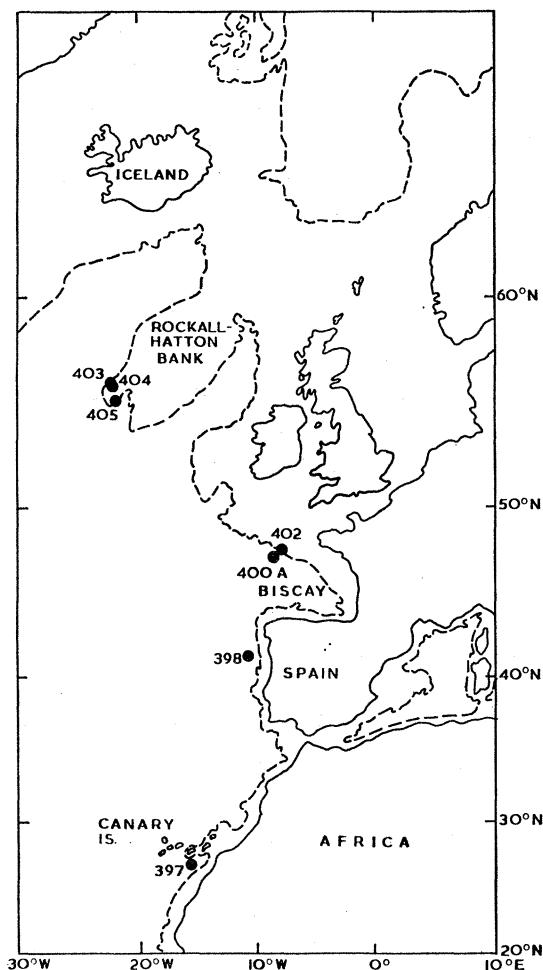 ICELAND
60°N
ROCKALL-
HATTON
BANK
403
404
405
50°N
402
400 A
BISCAY
398
SPAIN
40°N
CANARY
IS.
30°N
AFRICA
397
20°N
30°W
20°W
10°W
0°
10°E